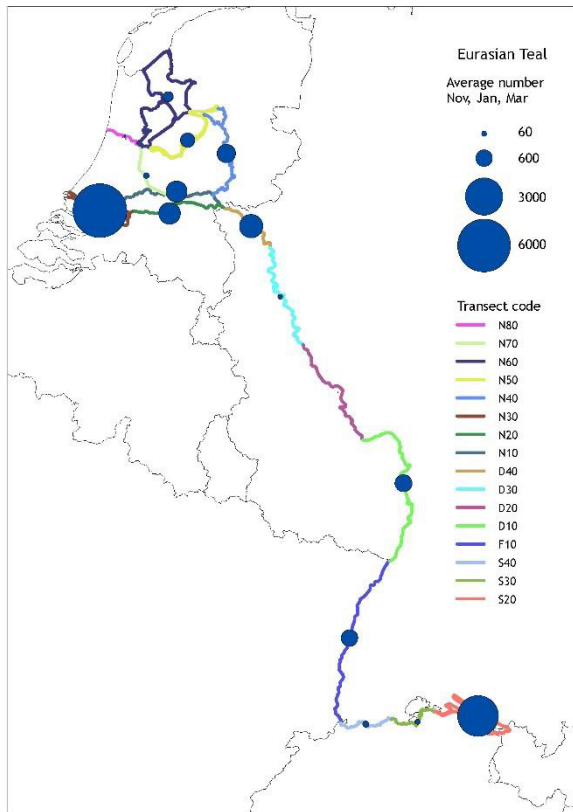 Eurasian Teal
Average number
Nov, Jan, Mar
60
600
3000
6000
Transect code
N80
N70
N60
N50
N40
N30
N20
N10
D40
D30
D20
D10
F10
S40
S30
S20